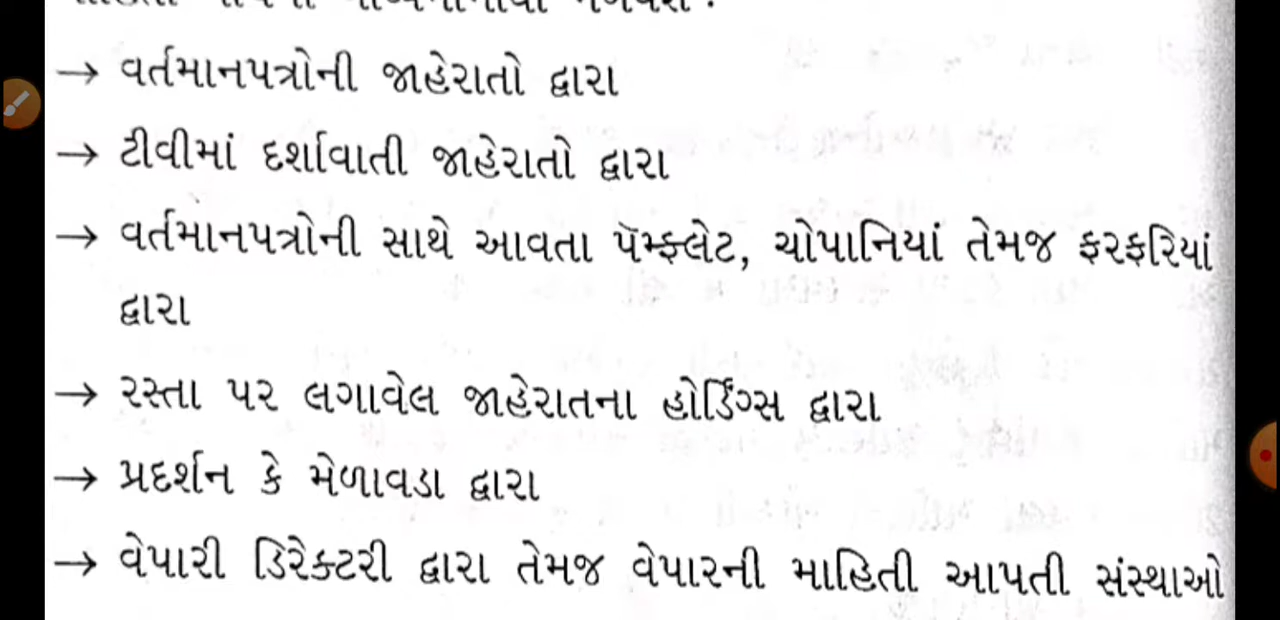 → વર્તમાનપત્રોની જાહેરાતો દ્વારા
→ ટીવીમાં દર્શાવાતી જાહેરાતો દ્વારા
→ વર્તમાનપત્રોની સાથે આવતા પૅમ્ફ્લેટ, ચોપાનિયાં તેમજ ફરફરિયાં
દ્વારા
→ રસ્તા પર લગાવેલ જાહેરાતના હોર્ડિંગ્સ દ્વારા
→ પ્રદર્શન કે મેળાવડા દ્વારા
→ વેપારી ડિરેક્ટરી દ્વારા તેમજ વેપારની માહિતી આપતી સંસ્થાઓ